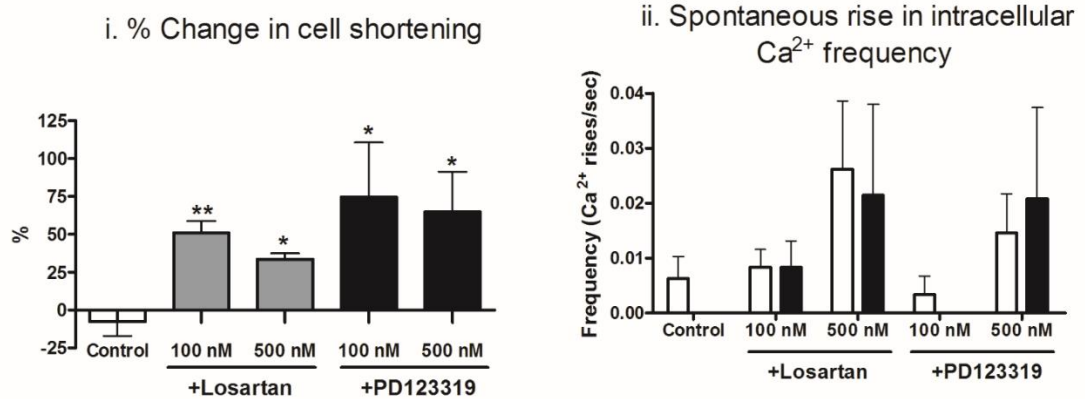 i. % Change in cell shortening
125
100
75
50
25
0
-25
%
**
*
*
*
Control
100 nM
500 nM
100 nM
500 nM
+Losartan
+PD123319
ii. Spontaneous rise in intracellular
Ca²⁺ frequency
Frequency (Ca²⁺ rises/sec)
0.04
0.03
0.02
0.01
0.00
Control
100 nM
500 nM
100 nM
500 nM
+Losartan
+PD123319